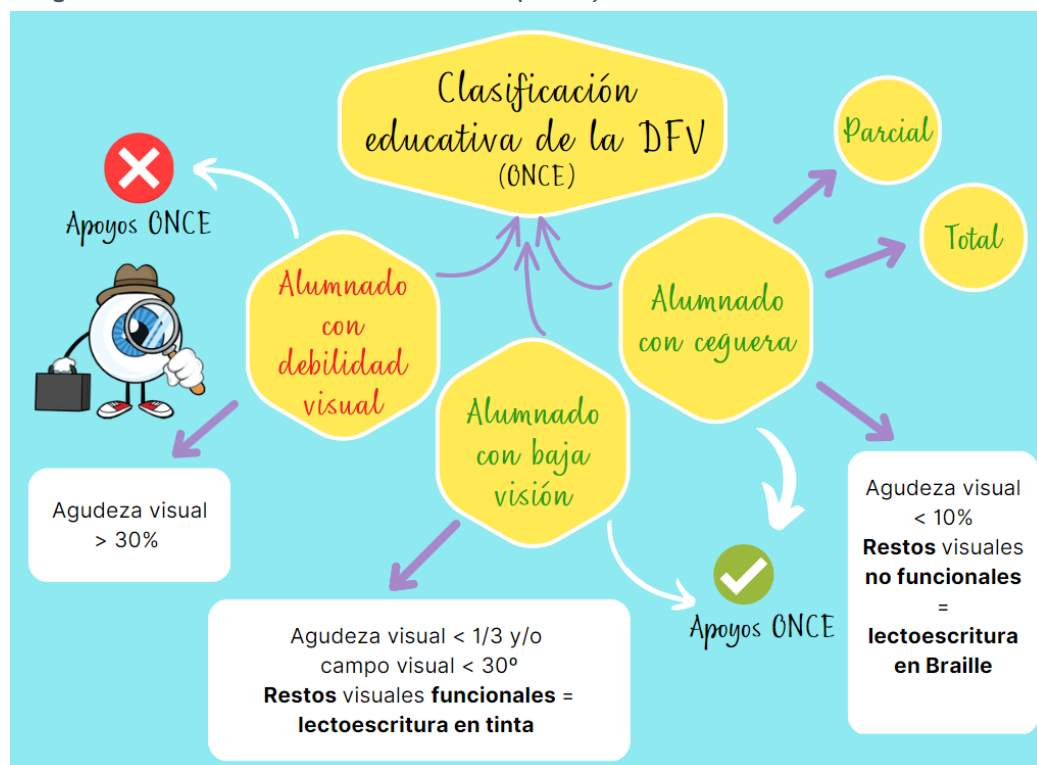 (ONCE)
Clasificación
educativa de la DFV
(ONCE)
Parcial
Total
Apoyos ONCE
Alumnado
con
debilidad
visual
Alumnado
con baja
visión
Alumnado
con ceguera
Agudeza visual
> 30%
Agudeza visual < 1/3 y/o
campo visual < 30º
Restos visuales funcionales =
lectoescritura en tinta
Apoyos ONCE
Agudeza visual
< 10%
Restos visuales
no funcionales
=
lectoescritura
en Braille